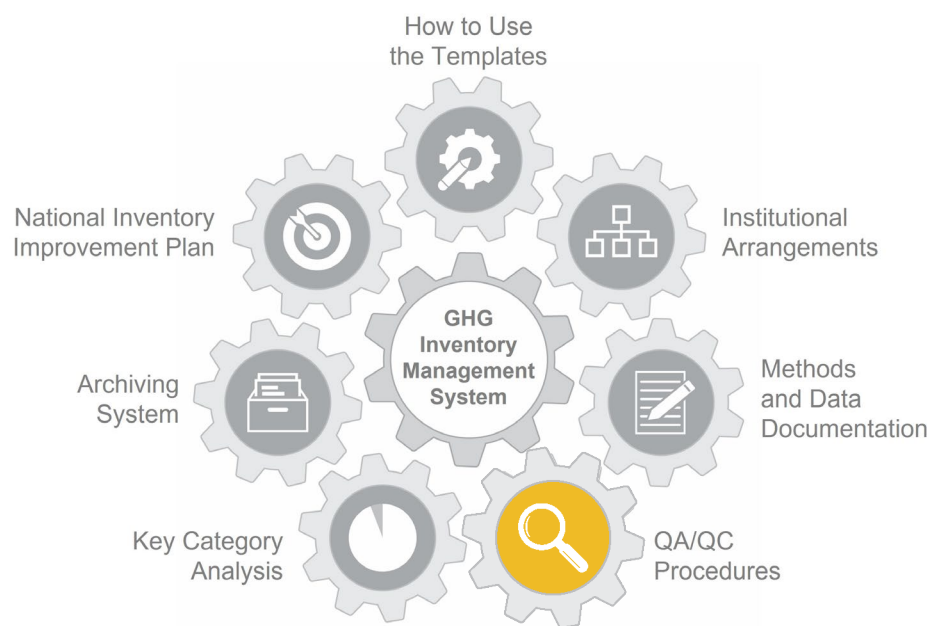 How to Use
the Templates
National Inventory
Improvement Plan
Institutional
Arrangements
GHG
Inventory
Management
System
Archiving
System
Methods
and Data
Documentation
Key Category
Analysis
QA/QC
Procedures